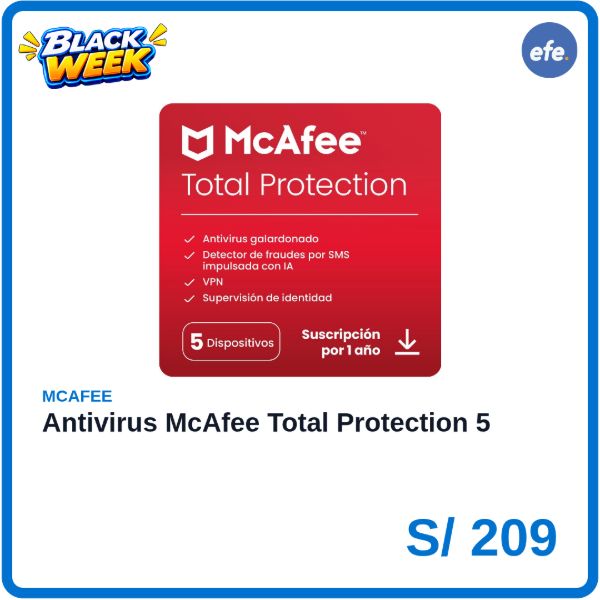 BLACK
WEEK
efe.
McAfee™
Total Protection
Antivirus galardonado
Detector de fraudes por SMS
impulsada con IA
VPN
Supervisión de identidad
5 Dispositivos
Suscripción
por 1 año
MCAFEE
Antivirus McAfee Total Protection 5
S/ 209